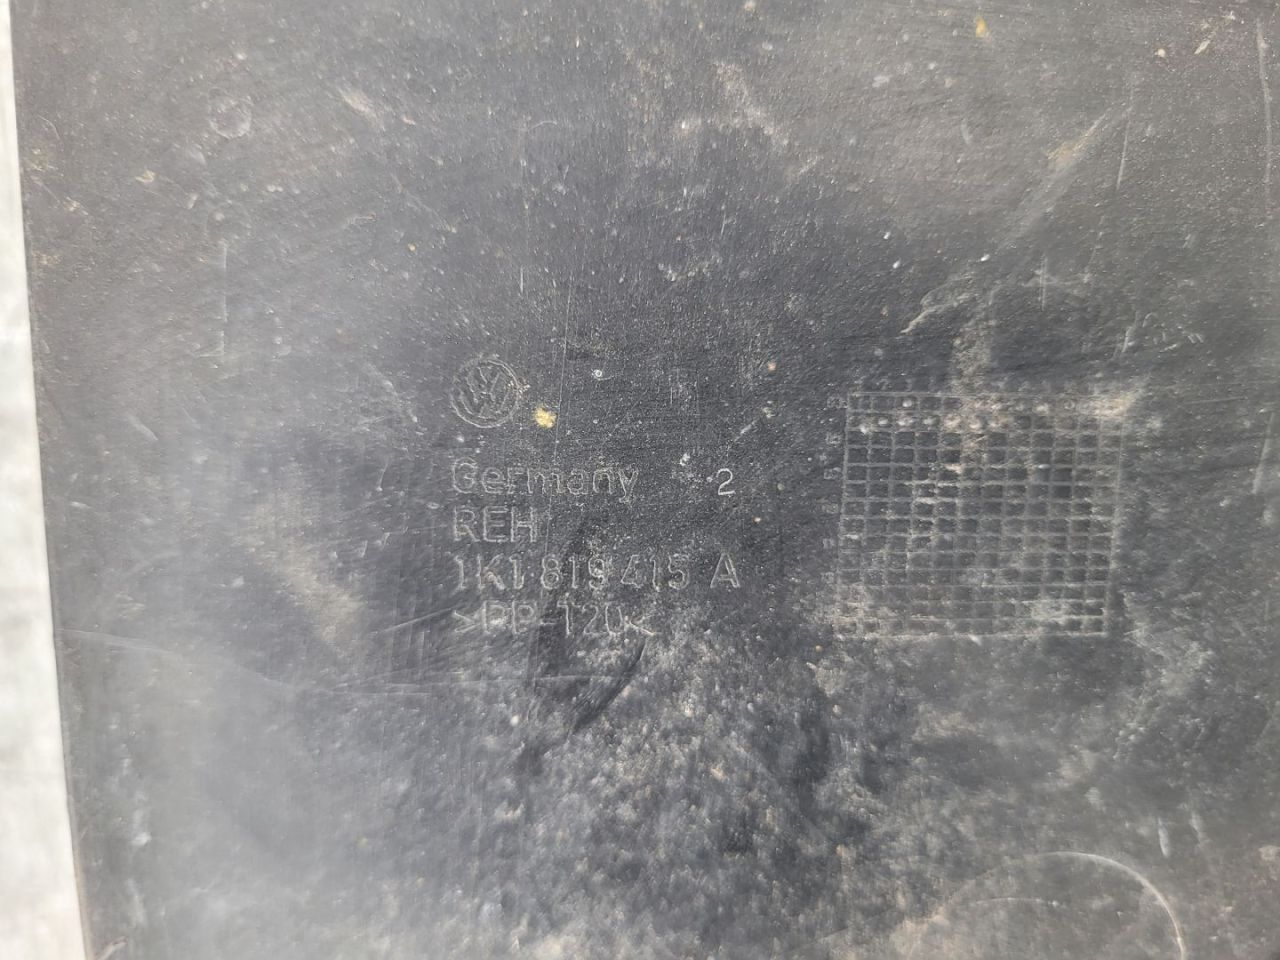 Germany 2
REH
1K1 819 415 A
>PP-T20<